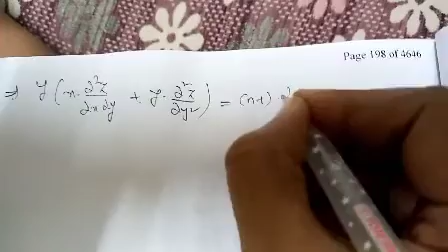 Page 198 of 4646
⇒ y ( x · ∂²z/∂x∂y + y · ∂²z/∂y² ) = (n-1)